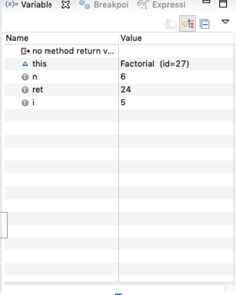 (x)= Variable Breakpoi Expressi
Name Value
no method return v...
this Factorial (id=27)
n 6
ret 24
i 5